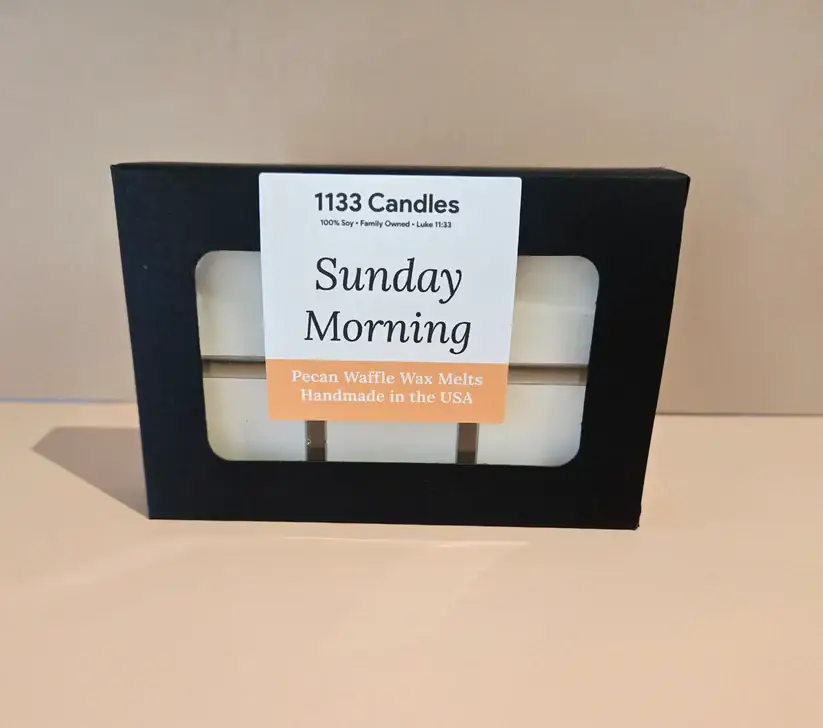 1133 Candles
100% Soy • Family Owned • Luke 11:33
Sunday
Morning
Pecan Waffle Wax Melts
Handmade in the USA